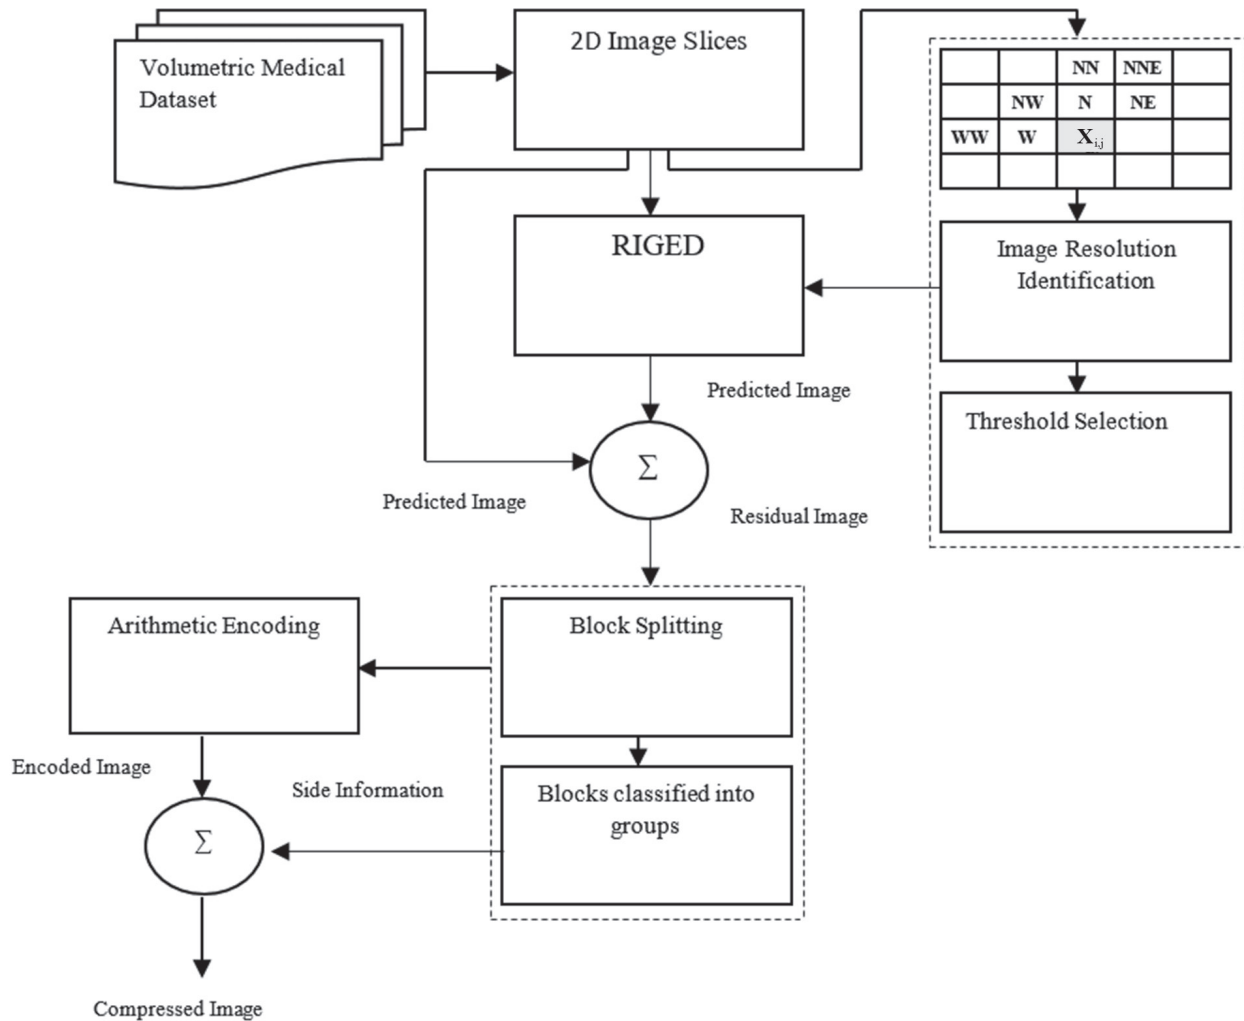 Volumetric Medical
Dataset
2D Image Slices
NN NNE
NW N NE
WW W Xi,j
RIGED
Image Resolution
Identification
Predicted Image
Threshold Selection
Σ
Predicted Image
Residual Image
Arithmetic Encoding
Block Splitting
Encoded Image
Side Information
Blocks classified into
groups
Σ
Compressed Image